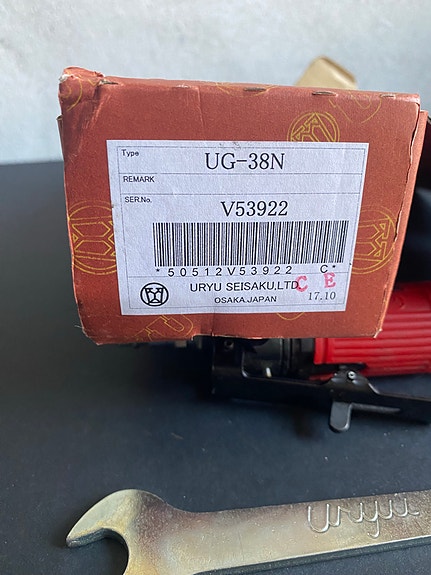 Type
UG-38N
REMARK
SER.No.
V53922
*50512V53922 C*
URYU SEISAKU,LTD.
C E
OSAKA.JAPAN
17.10
uryu